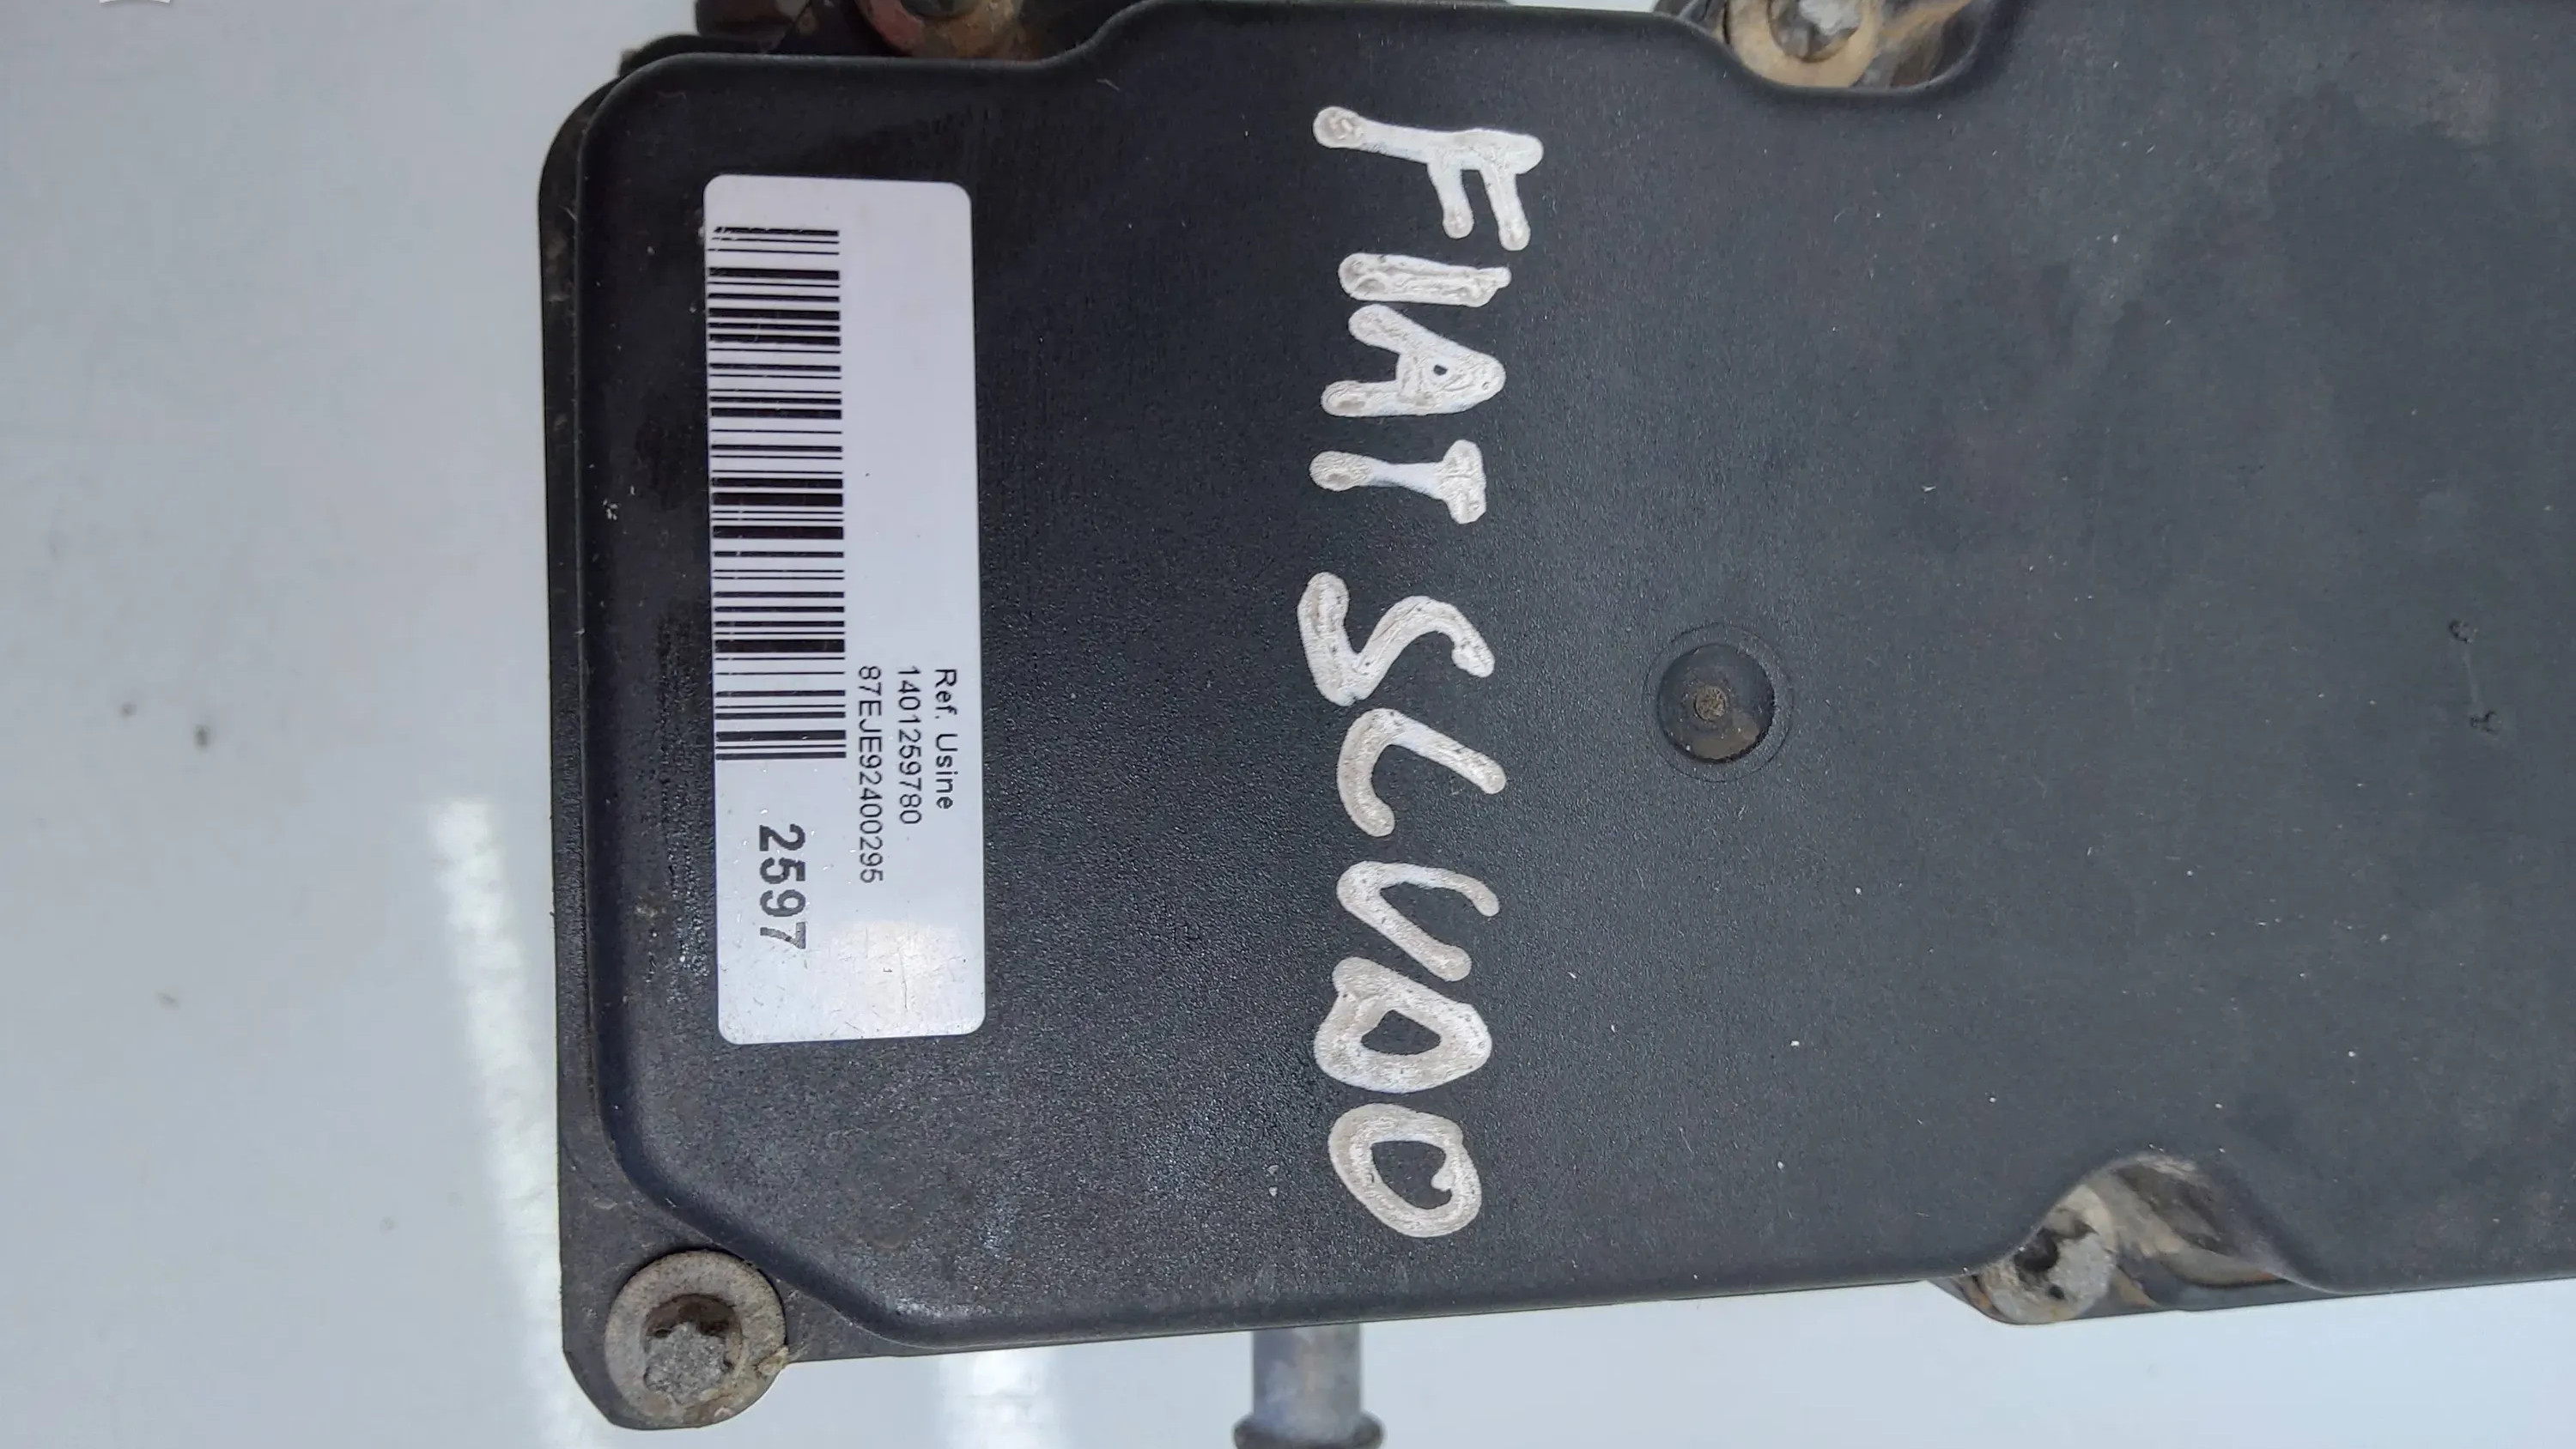 Ref. Usine
1401259780
87EJE92400295
2597
FIAT SCUDO